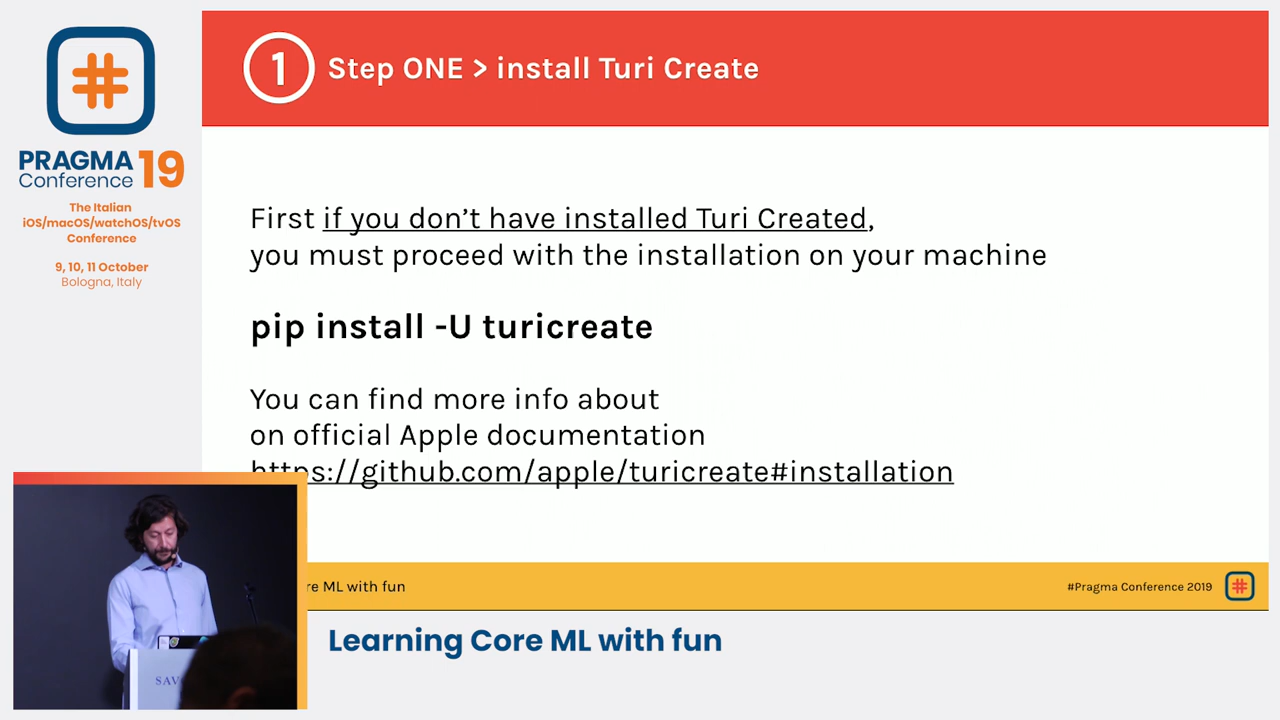 PRAGMA 19
Conference
The Italian
iOS/macOS/watchOS/tvOS
Conference
9, 10, 11 October
Bologna, Italy
1 Step ONE > install Turi Create
First if you don't have installed Turi Created,
you must proceed with the installation on your machine
pip install -U turicreate
You can find more info about
on official Apple documentation
https://github.com/apple/turicreate#installation
ML with fun
#Pragma Conference 2019
Learning Core ML with fun